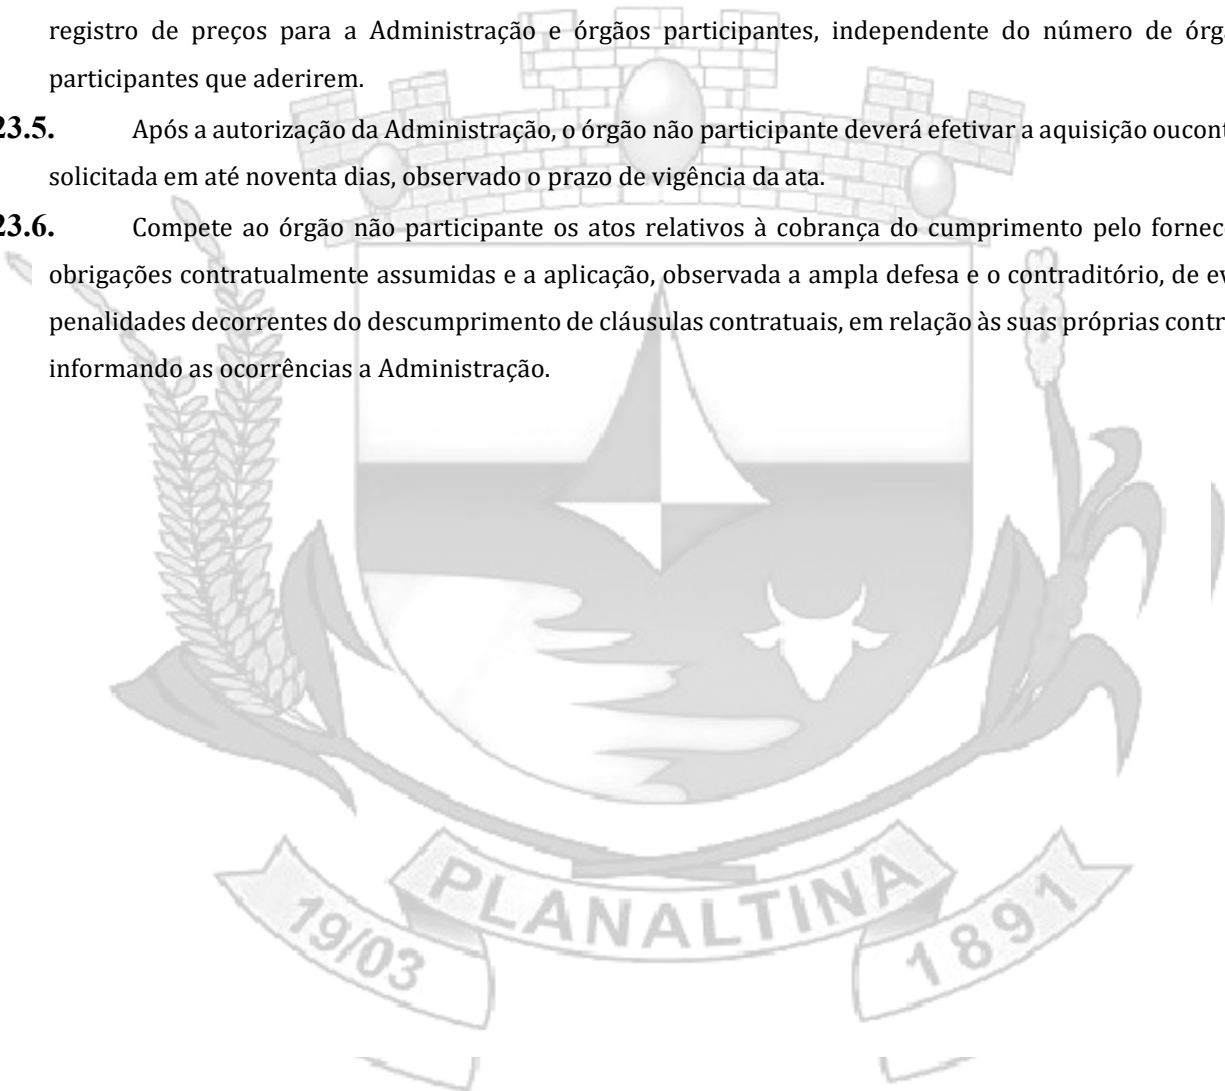 registro de preços para a Administração e órgãos participantes, independente do número de órg
participantes que aderirem.
23.5. Após a autorização da Administração, o órgão não participante deverá efetivar a aquisição oucont
solicitada em até noventa dias, observado o prazo de vigência da ata.
23.6. Compete ao órgão não participante os atos relativos à cobrança do cumprimento pelo fornec
obrigações contratualmente assumidas e a aplicação, observada a ampla defesa e o contraditório, de ev
penalidades decorrentes do descumprimento de cláusulas contratuais, em relação às suas próprias contr
informando as ocorrências a Administração.
PLANALTINA
19/03
1891